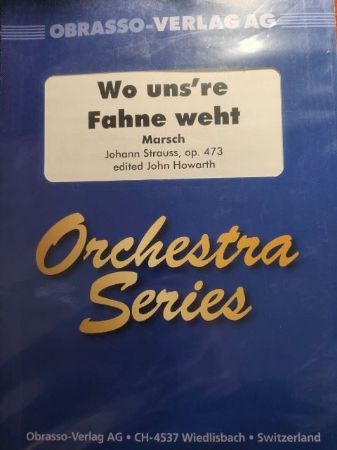 OBRASSO-VERLAG AG
Wo uns're
Fahne weht
Marsch
Johann Strauss, op. 473
edited John Howarth
Orchestra
Series
Obrasso-Verlag AG • CH-4537 Wiedlisbach • Switzerland